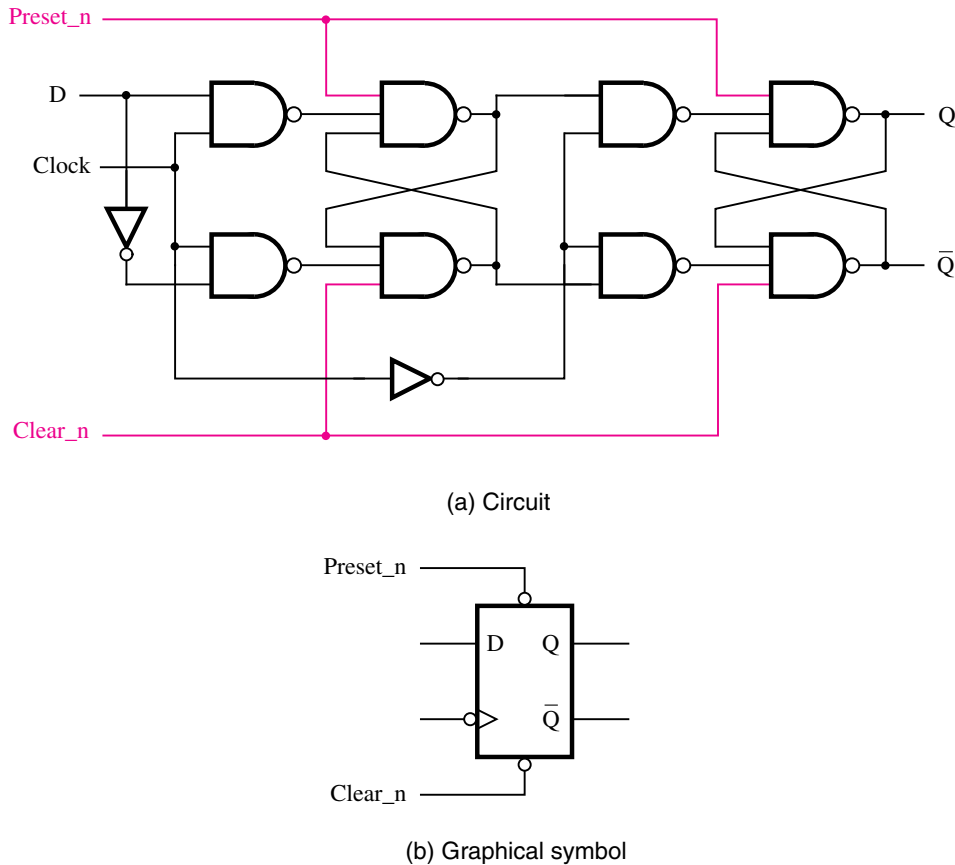 Preset_n
D
Q
Clock
Q̅
Clear_n
(a) Circuit
Preset_n
D Q
Q̅
Clear_n
(b) Graphical symbol